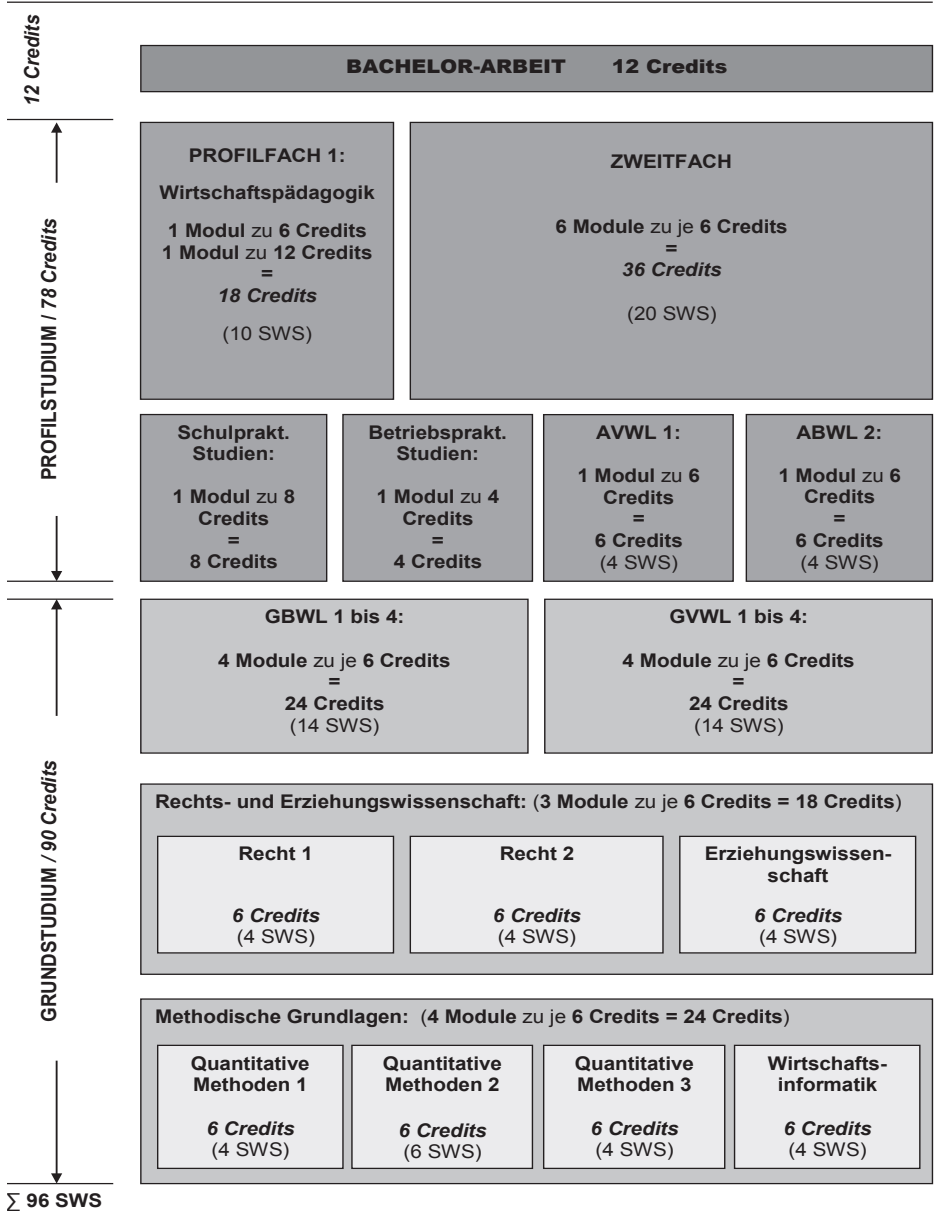 12 Credits
BACHELOR-ARBEIT 12 Credits
PROFILSTUDIUM / 78 Credits
PROFILFACH 1:
Wirtschaftspädagogik
1 Modul zu 6 Credits
1 Modul zu 12 Credits
=
18 Credits
(10 SWS)
ZWEITFACH
6 Module zu je 6 Credits
=
36 Credits
(20 SWS)
Schulprakt.
Studien:
1 Modul zu 8
Credits
=
8 Credits
Betriebsprakt.
Studien:
1 Modul zu 4
Credits
=
4 Credits
AVWL 1:
1 Modul zu 6
Credits
=
6 Credits
(4 SWS)
ABWL 2:
1 Modul zu 6
Credits
=
6 Credits
(4 SWS)
GRUNDSTUDIUM / 90 Credits
GBWL 1 bis 4:
4 Module zu je 6 Credits
=
24 Credits
(14 SWS)
GVWL 1 bis 4:
4 Module zu je 6 Credits
=
24 Credits
(14 SWS)
Rechts- und Erziehungswissenschaft: (3 Module zu je 6 Credits = 18 Credits)
Recht 1
6 Credits
(4 SWS)
Recht 2
6 Credits
(4 SWS)
Erziehungswissen-
schaft
6 Credits
(4 SWS)
Methodische Grundlagen: (4 Module zu je 6 Credits = 24 Credits)
Quantitative
Methoden 1
6 Credits
(4 SWS)
Quantitative
Methoden 2
6 Credits
(6 SWS)
Quantitative
Methoden 3
6 Credits
(4 SWS)
Wirtschafts-
informatik
6 Credits
(4 SWS)
∑ 96 SWS